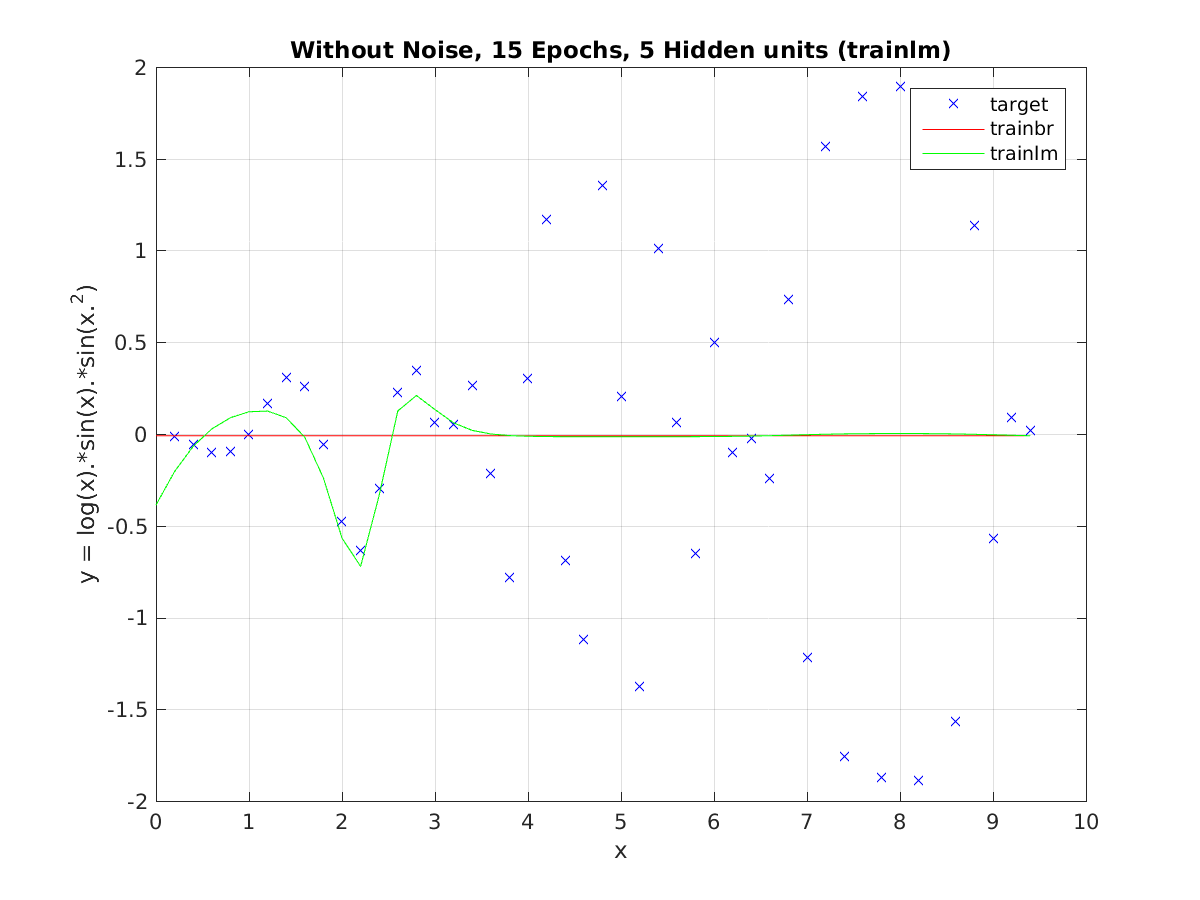 Without Noise, 15 Epochs, 5 Hidden units (trainlm)
target
trainbr
trainlm
y = log(x).*sin(x).*sin(x.²)
2
1.5
1
0.5
0
-0.5
-1
-1.5
-2
0 1 2 3 4 5 6 7 8 9 10
x